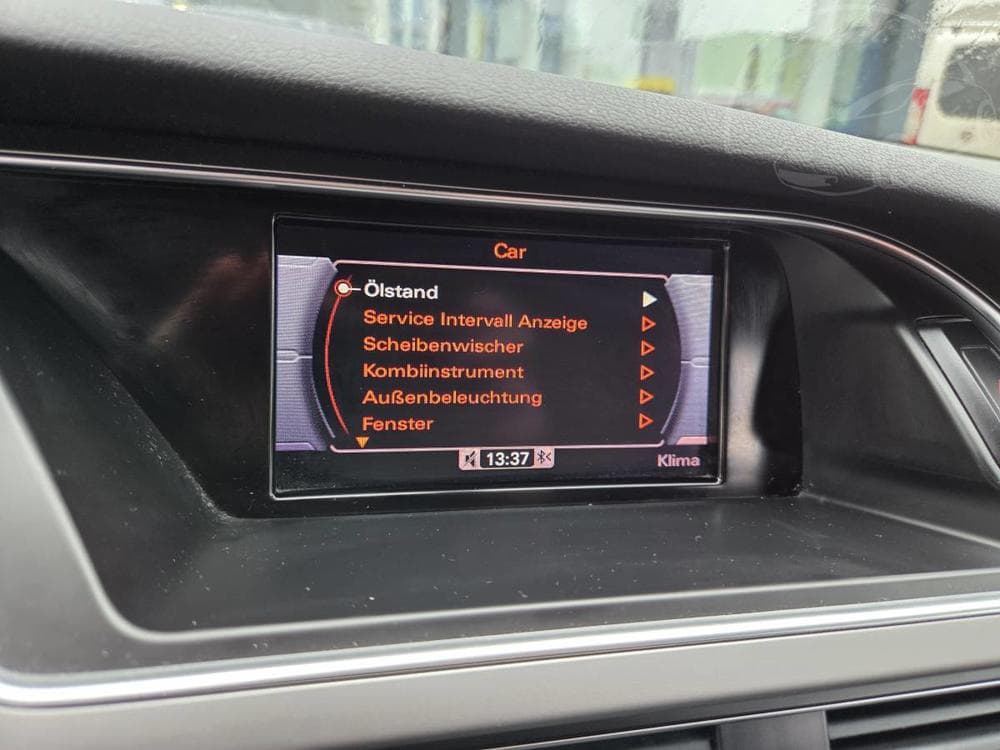 Car
Ölstand
Service Intervall Anzeige
Scheibenwischer
Kombiinstrument
Außenbeleuchtung
Fenster
13:37
Klima